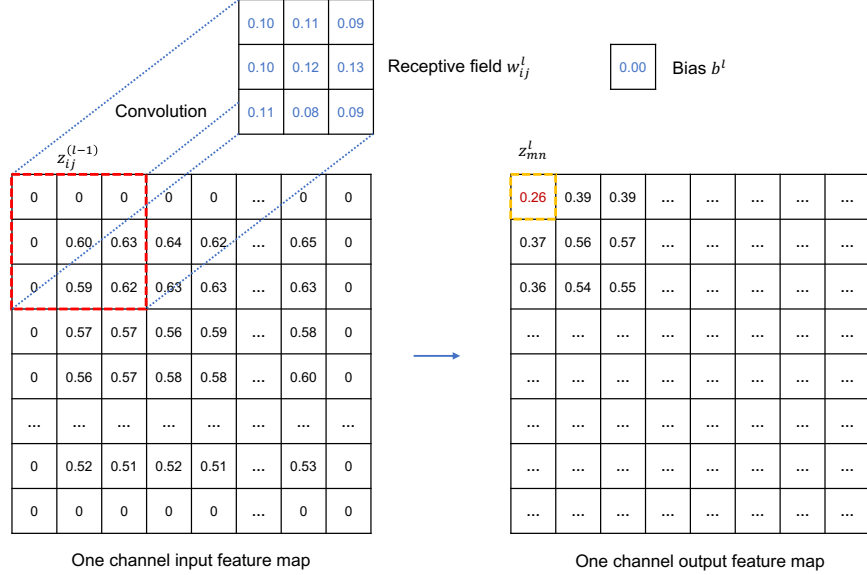 0.10 0.11 0.09
0.10 0.12 0.13
0.11 0.08 0.09
Receptive field w_{ij}^{l}
0.00
Bias b^{l}
Convolution
z_{ij}^{(l-1)}
0 0 0 0 0 ... 0 0
0 0.60 0.63 0.64 0.62 ... 0.65 0
0 0.59 0.62 0.63 0.63 ... 0.63 0
0 0.57 0.57 0.56 0.59 ... 0.58 0
0 0.56 0.57 0.58 0.58 ... 0.60 0
... ... ... ... ... ... ... ...
0 0.52 0.51 0.52 0.51 ... 0.53 0
0 0 0 0 0 ... 0 0
One channel input feature map
z_{mn}^{l}
0.26 0.39 0.39 ... ... ... ... ...
0.37 0.56 0.57 ... ... ... ... ...
0.36 0.54 0.55 ... ... ... ... ...
... ... ... ... ... ... ... ...
... ... ... ... ... ... ... ...
... ... ... ... ... ... ... ...
... ... ... ... ... ... ... ...
... ... ... ... ... ... ... ...
One channel output feature map